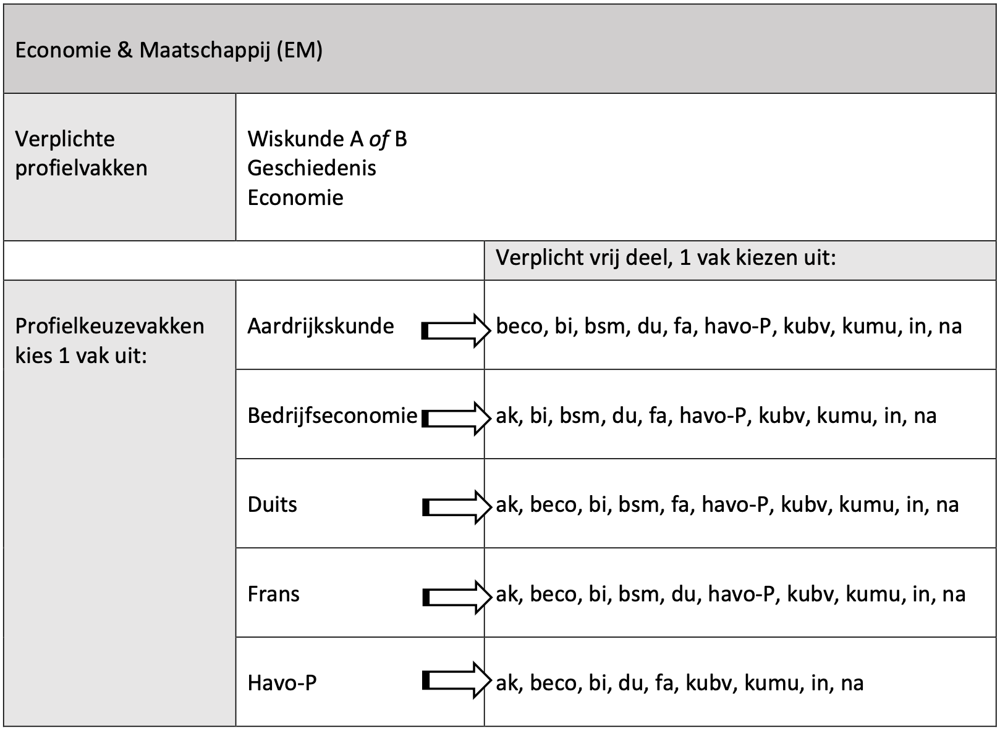 Economie & Maatschappij (EM)
Verplichte
profielvakken
Wiskunde A of B
Geschiedenis
Economie
Verplicht vrij deel, 1 vak kiezen uit:
Profielkeuzevakken
kies 1 vak uit:
Aardrijkskunde
beco, bi, bsm, du, fa, havo-P, kubv, kumu, in, na
Bedrijfseconomie
ak, bi, bsm, du, fa, havo-P, kubv, kumu, in, na
Duits
ak, beco, bi, bsm, fa, havo-P, kubv, kumu, in, na
Frans
ak, beco, bi, bsm, du, havo-P, kubv, kumu, in, na
Havo-P
ak, beco, bi, du, fa, kubv, kumu, in, na